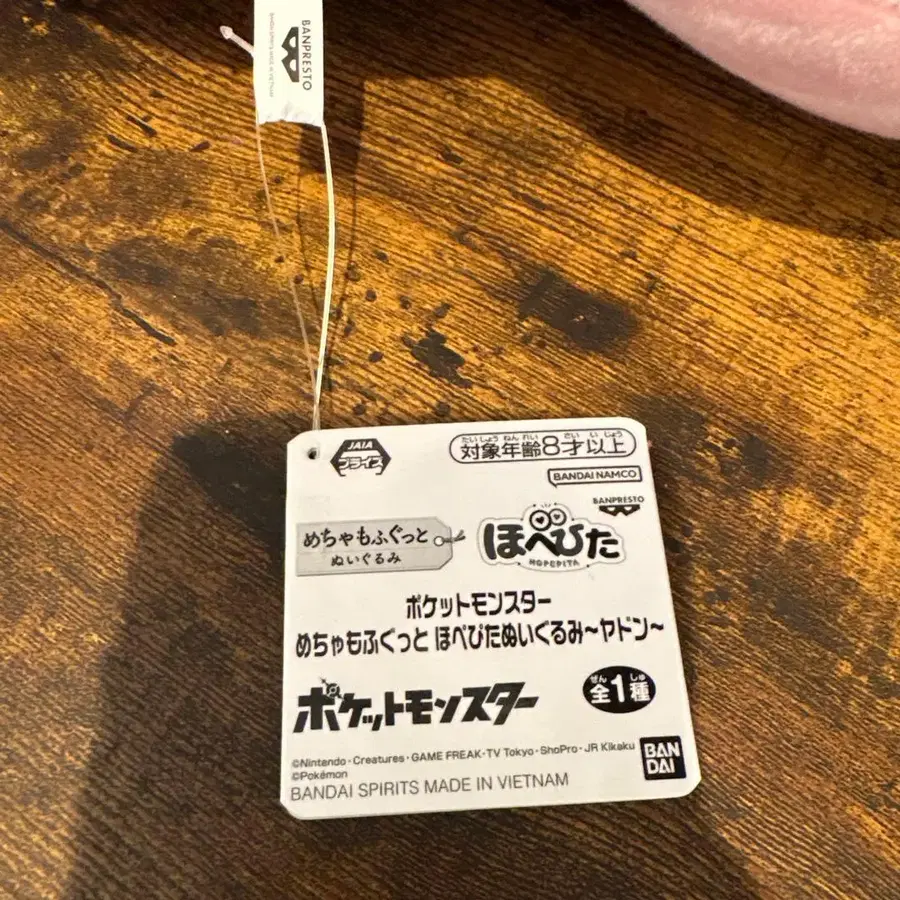 BANPRESTO
BANDAI SPIRITS MADE IN VIETNAM
JAIA
プライズ
たいしょうねんれい さい いじょう
対象年齢8才以上
BANDAI NAMCO
BANPRESTO
めちゃもふぐっと
ぬいぐるみ
ほぺぴた
HOPEPITA
ポケットモンスター
めちゃもふぐっと ほぺぴたぬいぐるみ~ヤドン~
ポケットモンスター
ぜん しゅ
全1種
©Nintendo・Creatures・GAME FREAK・TV Tokyo・ShoPro・JR Kikaku
©Pokémon
BANDAI SPIRITS MADE IN VIETNAM
BAN
DAI